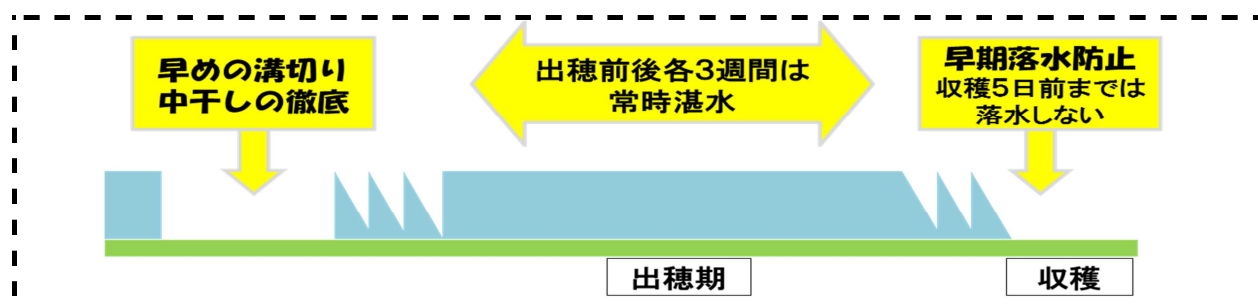 早めの溝切り
中干しの徹底
出穂前後各3週間は
常時湛水
早期落水防止
収穫5日前までは
落水しない
出穂期
収穫